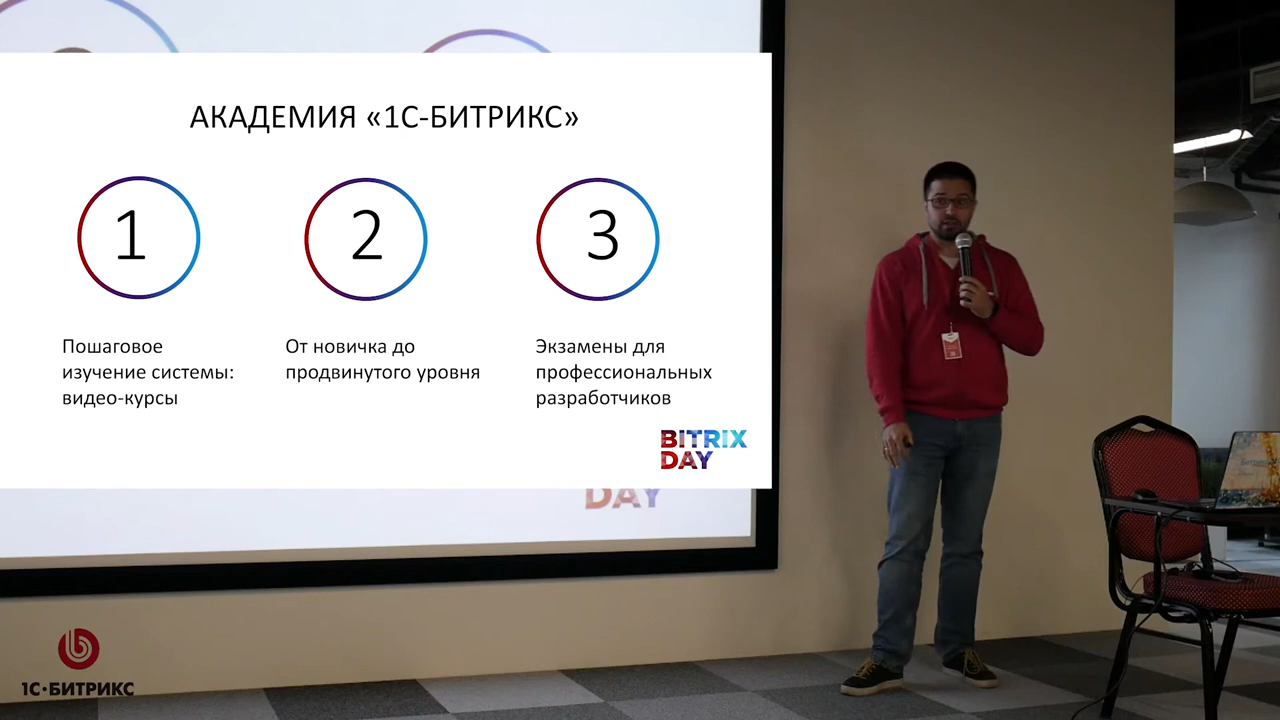 АКАДЕМИЯ «1С-БИТРИКС»
1
2
3
Пошаговое
изучение системы:
видео-курсы
От новичка до
продвинутого уровня
Экзамены для
профессиональных
разработчиков
BITRIX
DAY
DAY
1С·БИТРИКС